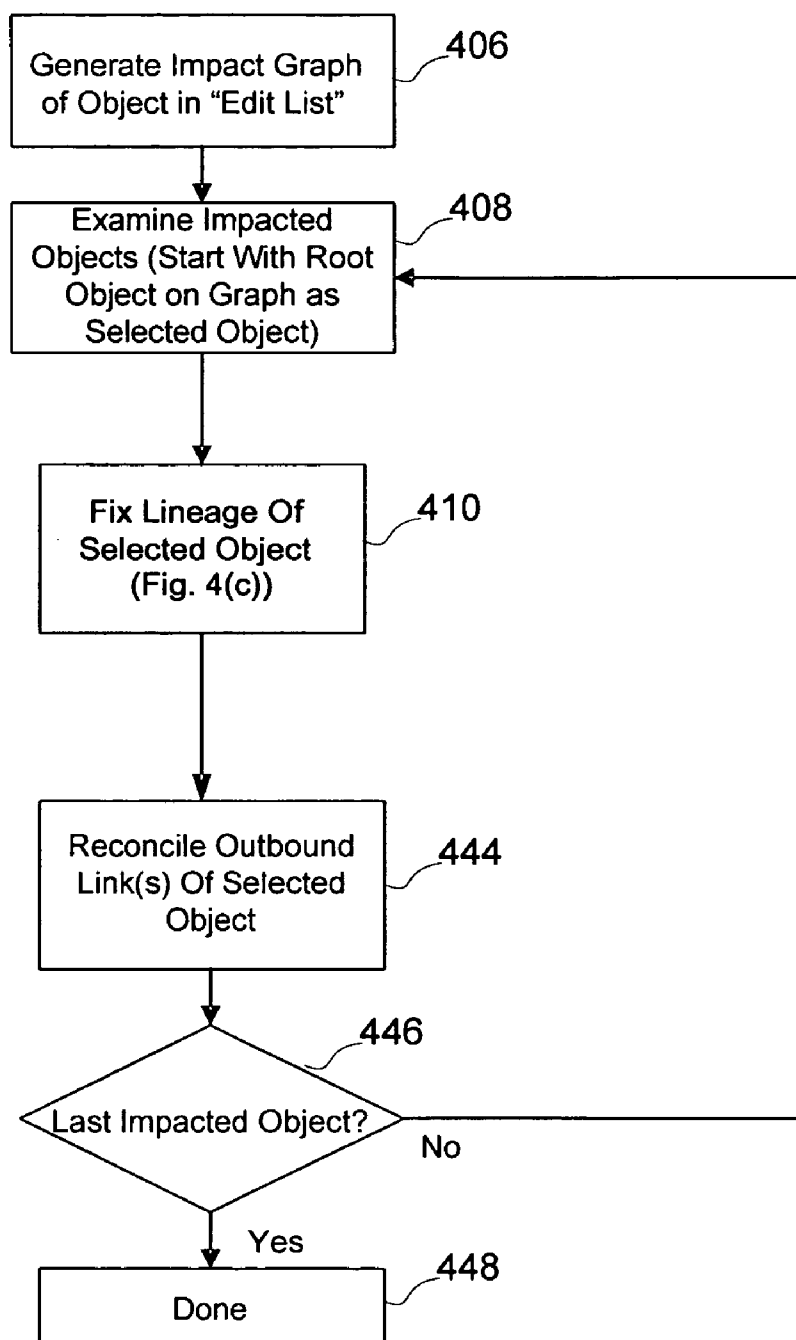 Generate Impact Graph
of Object in “Edit List”
406
Examine Impacted
Objects (Start With Root
Object on Graph as
Selected Object)
408
Fix Lineage Of
Selected Object
(Fig. 4(c))
410
Reconcile Outbound
Link(s) Of Selected
Object
444
446
Last Impacted Object?
No
Yes
Done
448